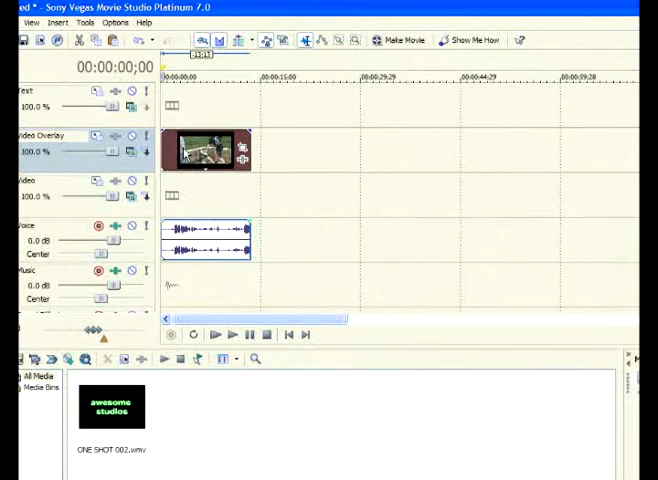 ed * - Sony Vegas Movie Studio Platinum 7.0
View Insert Tools Options Help
Make Movie Show Me How
-13;13
00:00:00;00
00:00:00;00 00:00:15;00 00:00:29;29 00:00:44;29 00:00:59;28
Text
100.0 %
Video Overlay
100.0 %
Video
100.0 %
Voice
0.0 dB
Center
Music
0.0 dB
Center
All Media
Media Bins
awesome
studios
ONE SHOT 002.wmv